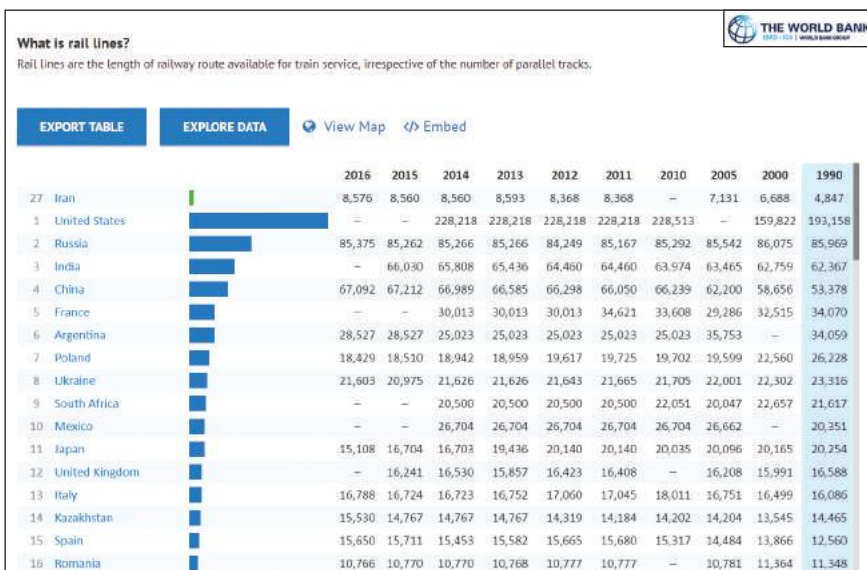 THE WORLD BANK
IBRD • IDA | WORLD BANK GROUP
What is rail lines?
Rail lines are the length of railway route available for train service, irrespective of the number of parallel tracks.
EXPORT TABLE EXPLORE DATA View Map </> Embed
2016 2015 2014 2013 2012 2011 2010 2005 2000 1990
27 Iran 8,576 8,560 8,560 8,593 8,368 8,368 – 7,131 6,688 4,847
1 United States – – 228,218 228,218 228,218 228,218 228,513 – 159,822 193,158
2 Russia 85,375 85,262 85,266 85,266 84,249 85,167 85,292 85,542 86,075 85,969
3 India – 66,030 65,808 65,436 64,460 64,460 63.974 63,465 62,759 62,367
4 China 67,092 67,212 66,989 66,585 66,298 66,050 66,239 62,200 58,656 53,378
5 France – – 30,013 30,013 30,013 34,621 33,608 29,286 32,515 34,070
6 Argentina 28,527 28,527 25,023 25,023 25,023 25,023 25,023 35,753 – 34,059
7 Poland 18,429 18,510 18,942 18,959 19,617 19,725 19,702 19,599 22,560 26,228
8 Ukraine 21,603 20,975 21,626 21,626 21,643 21,665 21,705 22,001 22,302 23,316
9 South Africa – – 20,500 20,500 20,500 20,500 22,051 20,047 22,657 21,617
10 Mexico – – 26,704 26,704 26,704 26,704 26,704 26,662 – 20,351
11 Japan 15,108 16,704 16,703 19,436 20,140 20,140 20,035 20,096 20,165 20,254
12 United Kingdom – 16,241 16,530 15,857 16,423 16,408 – 16,208 15,991 16,588
13 Italy 16,788 16,724 16,723 16,752 17,060 17,045 18,011 16,751 16,499 16,086
14 Kazakhstan 15,530 14,767 14,767 14,767 14,319 14,184 14,202 14,204 13,545 14,465
15 Spain 15,650 15,711 15,453 15,582 15,665 15,680 15,317 14,484 13,866 12,560
16 Romania 10,766 10,770 10,770 10,768 10,777 10,777 – 10,781 11,364 11,348